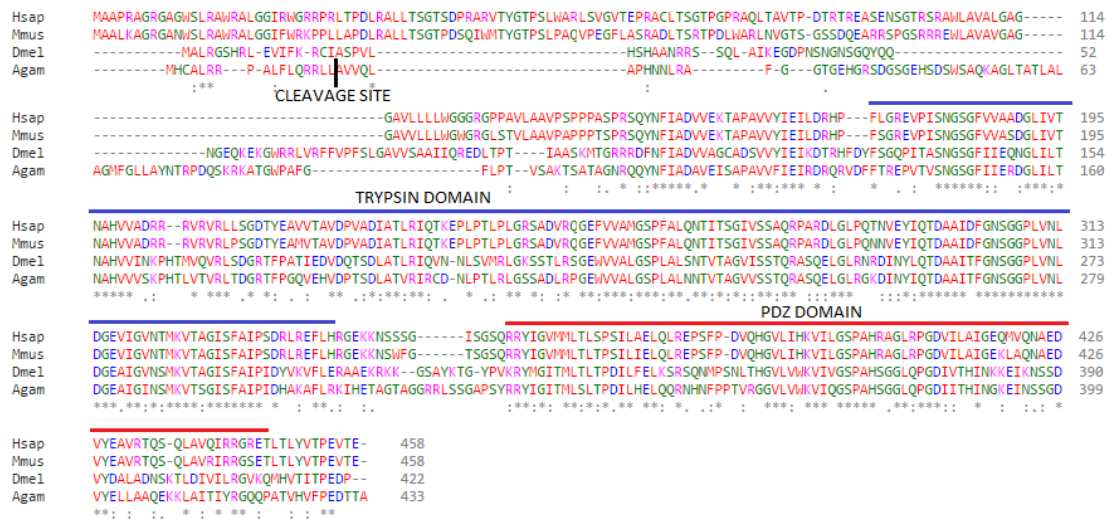 Hsap MAAPRAGRGAGWSLRAWRALGGIRWGRRPRLTPDLRALLTSGTSDPRARVTYGTPSLWARLSVGVTEPRACLTSGTPGPRAQLTAVTP-DTRTREASENSGTRSRAWLAVALGAG----- 114
Mmus MAALKAGRGANWSLRAWRALGGIFWRKPPLLAPDLRALLTSGTPDSQIWMTYGTPSLPAQVPEGFLASRADLTSRTPDLWARLNVGTS-GSSDQEARRSPGSRRREWLAVAVGAG----- 114
Dmel ------------MALRGSHRL-EVIFK-RCIASPVL----------------------------HSHAANRRS--SQL-AIKEGDPNSNGNSGQYQQ---------------------- 52
Agam ----------MHCALRR--P-ALFLQRRLLAVVQL-----------------------------APHNNLRA-----F-G---GTGEHGRSDGSGEHSDSWSAQKAGLTATLAL 63
:** . * : .
CLEAVAGE SITE
Hsap ----------------------------------GAVLLLLWGGGRGPPAVLAAVPSPPPASPRSQYNFIADVVEKTAPAVVYIEILDRHP---FLGREVPISNGSGFVVAADGLIVT 195
Mmus ----------------------------------GAVVLLLWGWGRGLSTVLAAVPAPPPTSPRSQYNFIADVVEKTAPAVVYIEILDRHP---FSGREVPISNGSGFVVASDGLIVT 195
Dmel -------------NGEQKEKGWRRLVRFFVPFSLGAVVSAAIIQREDLTPT----IAASKMTGRRRDFNFIADVVAGCADSVVYIEIKDTRHFDYFSGQPITASNGSGFIIEQNGLILT 154
Agam AGMFGLLAYNTRPDQSKRKATGWPAFG---------------FLPT--VSAKTSATAGNRQQYNFIADAVEISAPAVVFIEIRDRQRVDFFTREPVTVSNGSGFIIERDGLILT 160
: :. * :*****.* . :**:*** * : * : . ******:: :***:*
TRYPSIN DOMAIN
Hsap NAHVVADRR--RVRVRLLSGDTYEAVVTAVDPVADIATLRIQTKEPLPTLPLGRSADVRQGEFVVAMGSPFALQNTITSGIVSSAQRPARDLGLPQTNVEYIQTDAAIDFGNSGGPLVNL 313
Mmus NAHVVADRR--RVRVRLPSGDTYEAMVTAVDPVADIATLRIQTKEPLPTLPLGRSADVRQGEFVVAMGSPFALQNTITSGIVSSAQRPARDLGLPQNNVEYIQTDAAIDFGNSGGPLVNL 313
Dmel NAHVVINKPHTMVQVRLSDGRTFPATIEDVDQTSDLATLRIQVN-NLSVMRLGKSSTLRSGEWVVALGSPLALSNTVTAGVISSTQRASQELGLRNRDINYLQTDAAITFGNSGGPLVNL 273
Agam NAHVVVSKPHTLVTVRLTDGRTFPGQVEHVDPTSDLATVRIRCD-NLPTLRLGSSADLRPGEWVVALGSPLALNNTVTAGVVSSTQRASQELGLRGKDINYIQTDAAITFGNSGGPLVNL 279
***** .: * *** .* *: . : ** .:*:**:**: . *..: ** *: :* **:***:***:**.**:*:*::**:** :::*** :::*:****** ************
PDZ DOMAIN
Hsap DGEVIGVNTMKVTAGISFAIPSDRLREFLHRGEKKNSSSG-----ISGSQRRYIGVMMLTLSPSILAELQLREPSFP-DVQHGVLIHKVILGSPAHRAGLRPGDVILAIGEQMVQNAED 426
Mmus DGEVIGVNTMKVTAGISFAIPSDRLREFLHRGEKKNSWFG-----TSGSQRRYIGVMMLTLTPSILIELQLREPSFP-DVQHGVLIHKVILGSPAHRAGLRPGDVILAIGEKLAQNAED 426
Dmel DGEAIGVNSMKVTAGISFAIPIDYVKVFLERAAEKRKK-GSAYKTG-YPVKRYMGITMLTLTPDILFELKSRSQNMPSNLTHGVLVWKVIVGSPAHSGGLQPGDIVTHINKKEIKNSSD 390
Agam DGEAIGINSMKVTSGISFAIPIDHAKAFLRKIHETAGTAGGRRLSSGAPSYRRYIGITMLSLTPDILHELQQRNHNFPPTVRGGVLVWKVIVGSPAHSGGLQPGDIITHINGKEINSSGD 399
***.**:*:****:******* * : **.: :. :**:*: **:*:*.** **: *. .:* : ***: ***:***** .**:***:: *. : :.: *
Hsap VYEAVRTQS-QLAVQIRRGRETLTLYVTPEVTE- 458
Mmus VYEAVRTQS-QLAVRIRRGSETLTLYVTPEVTE- 458
Dmel VYDALADNSKTLDIVILRGVKQMHVTITPEDP-- 422
Agam VYELLAAQEKKLAITIYRGQQPATVHVFPEDTTA 433
**: : :. * : * ** : : : **